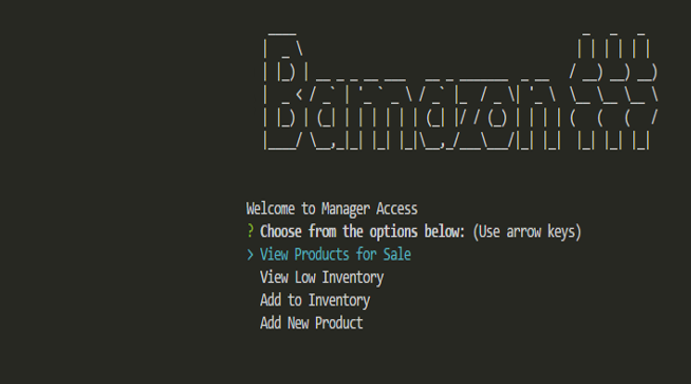 Bamazon $$$
Welcome to Manager Access
? Choose from the options below: (Use arrow keys)
> View Products for Sale
View Low Inventory
Add to Inventory
Add New Product